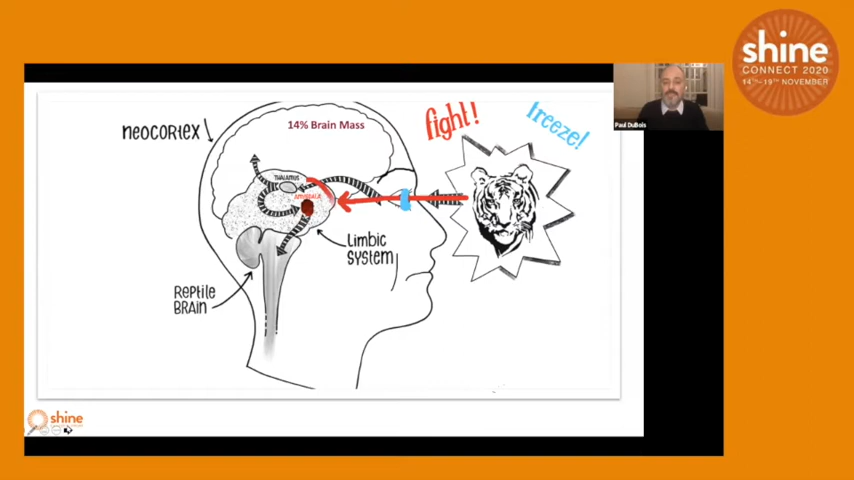 shine
CONNECT 2020
14TH-19TH NOVEMBER
Paul DuBois
neocortex
14% Brain Mass
fight!
freeze!
THALAMUS
AMYGDALA
Limbic
System
Reptile
BRAIN
shine